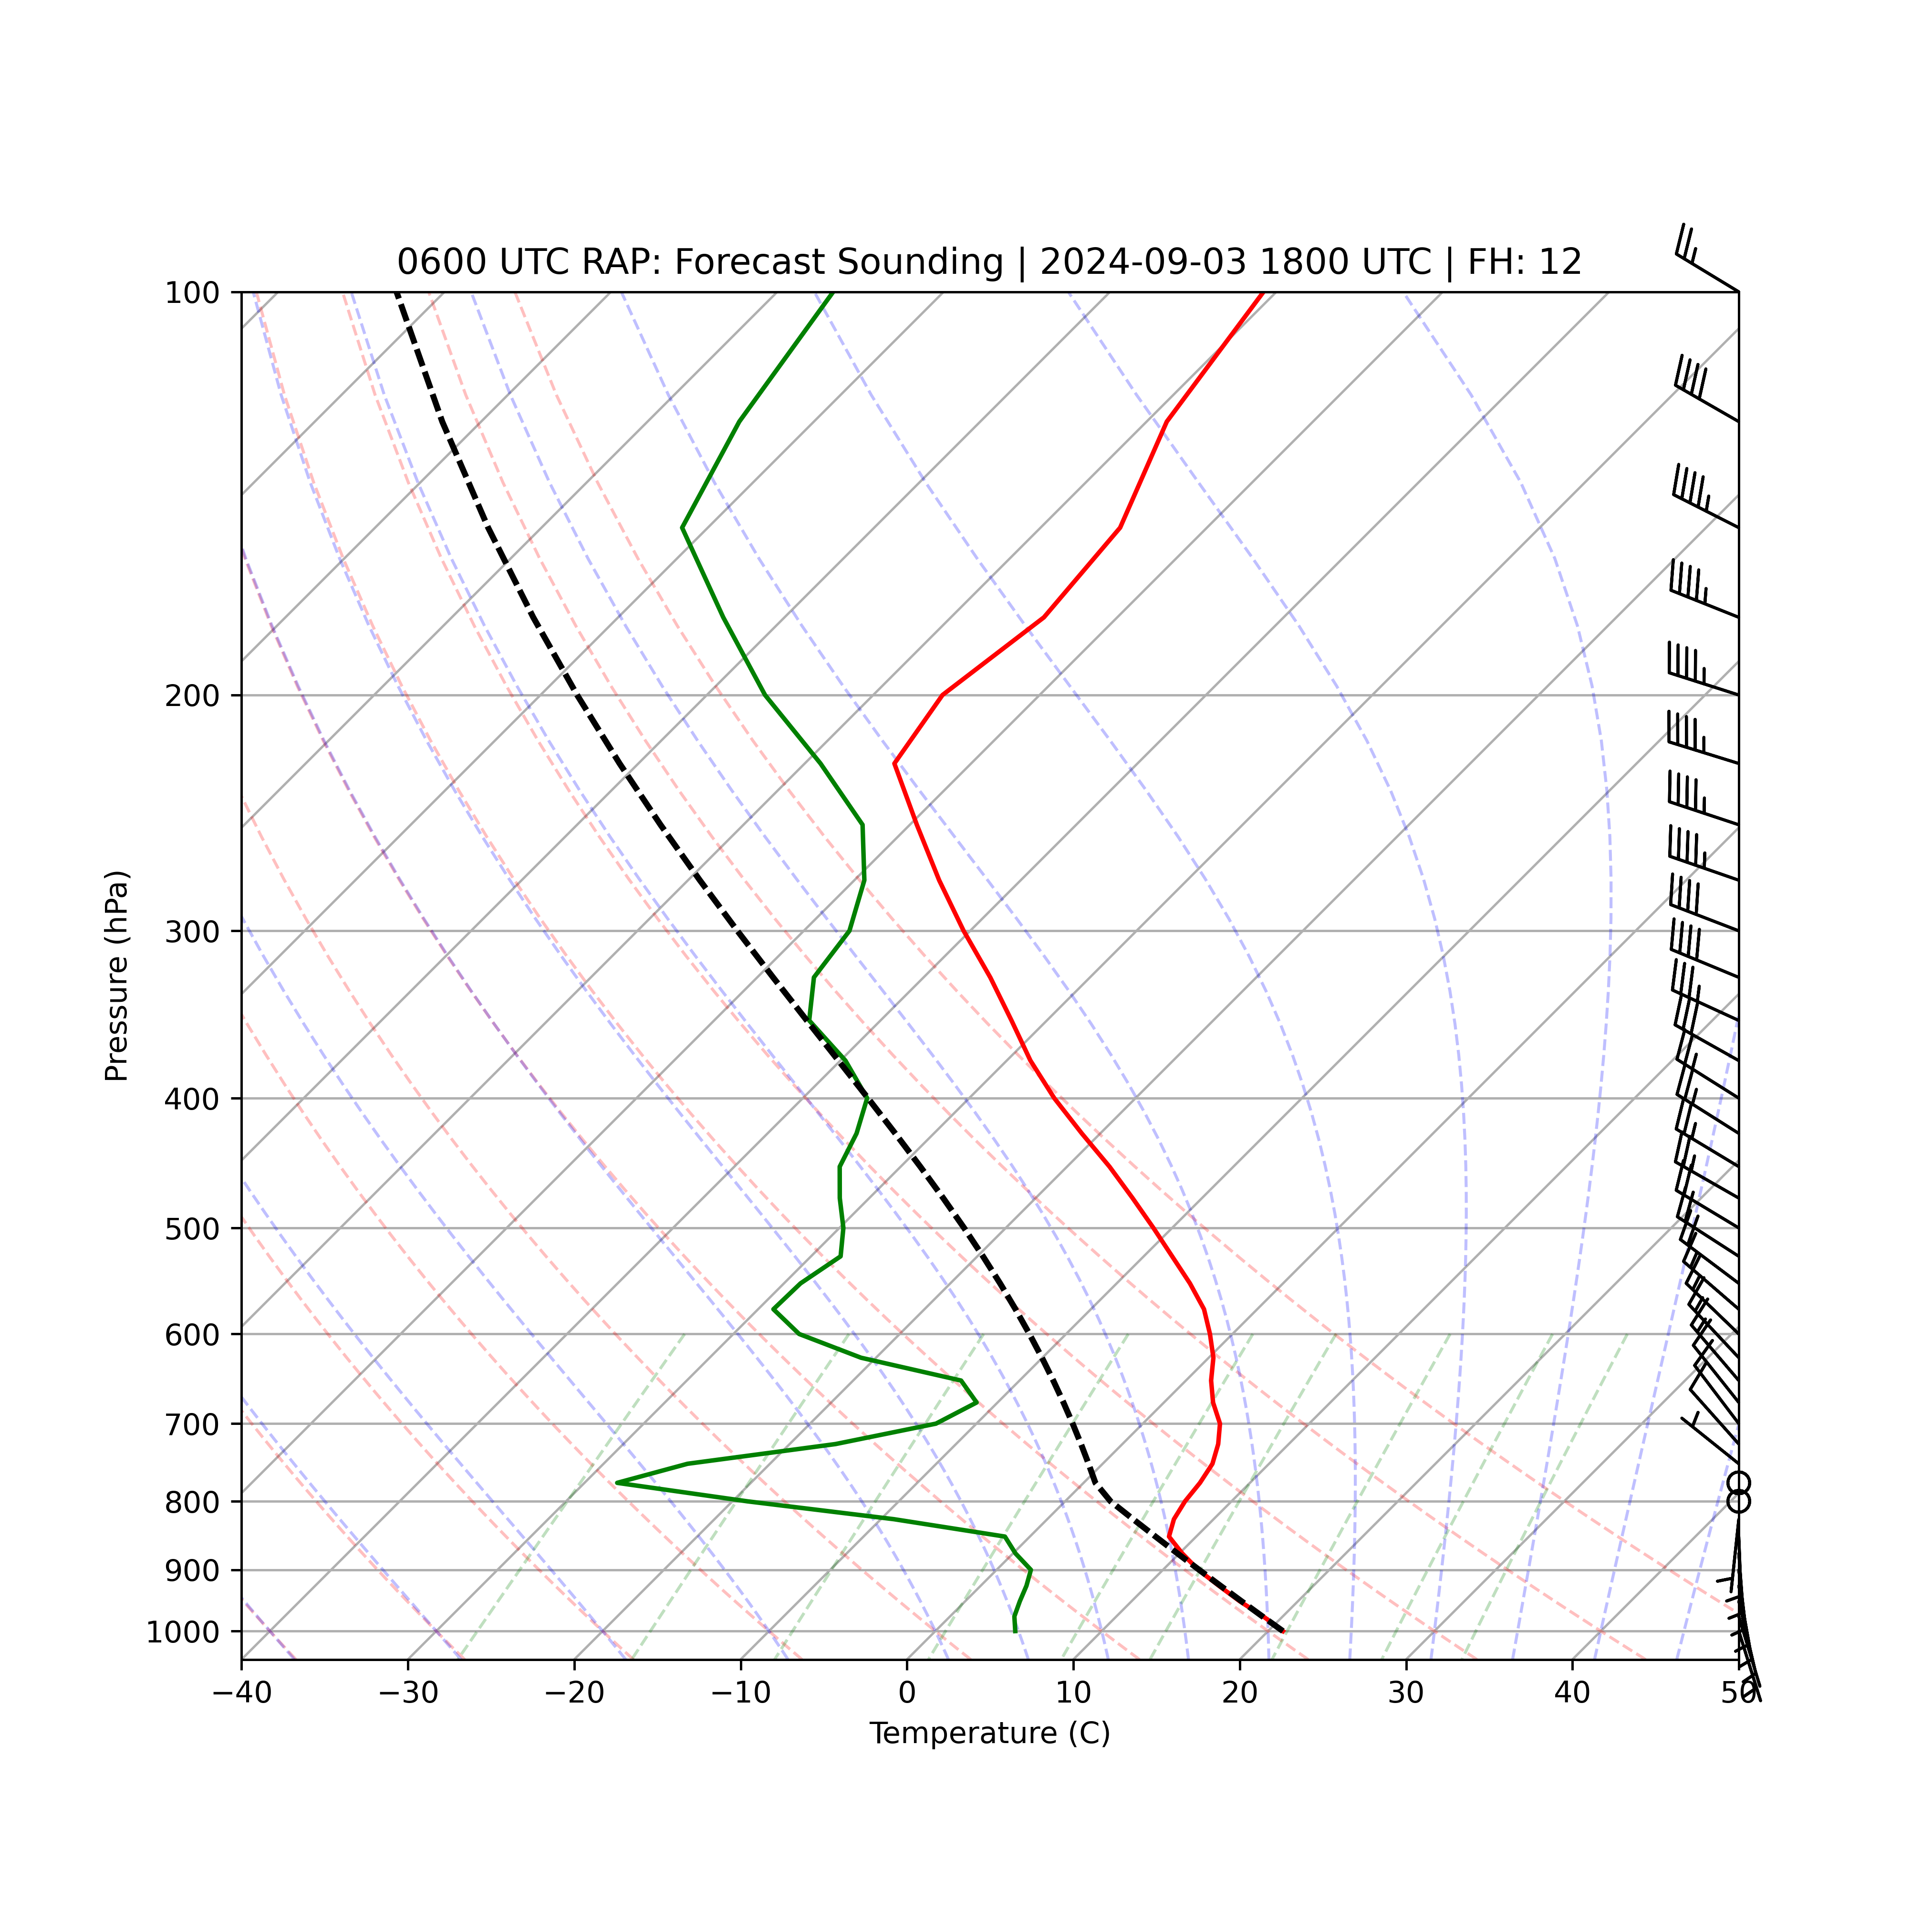 0600 UTC RAP: Forecast Sounding | 2024-09-03 1800 UTC | FH: 12
100
200
300
400
500
600
700
800
900
1000
Pressure (hPa)
−40 −30 −20 −10 0 10 20 30 40 50
Temperature (C)